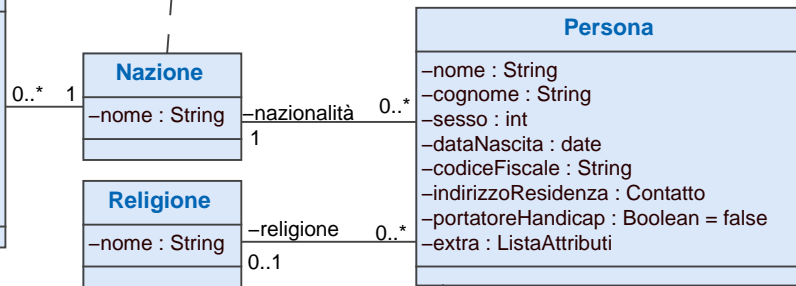 0..*
1
Nazione
–nome : String
–nazionalità
1
0..*
Religione
–nome : String
–religione
0..1
0..*
Persona
–nome : String
–cognome : String
–sesso : int
–dataNascita : date
–codiceFiscale : String
–indirizzoResidenza : Contatto
–portatoreHandicap : Boolean = false
–extra : ListaAttributi